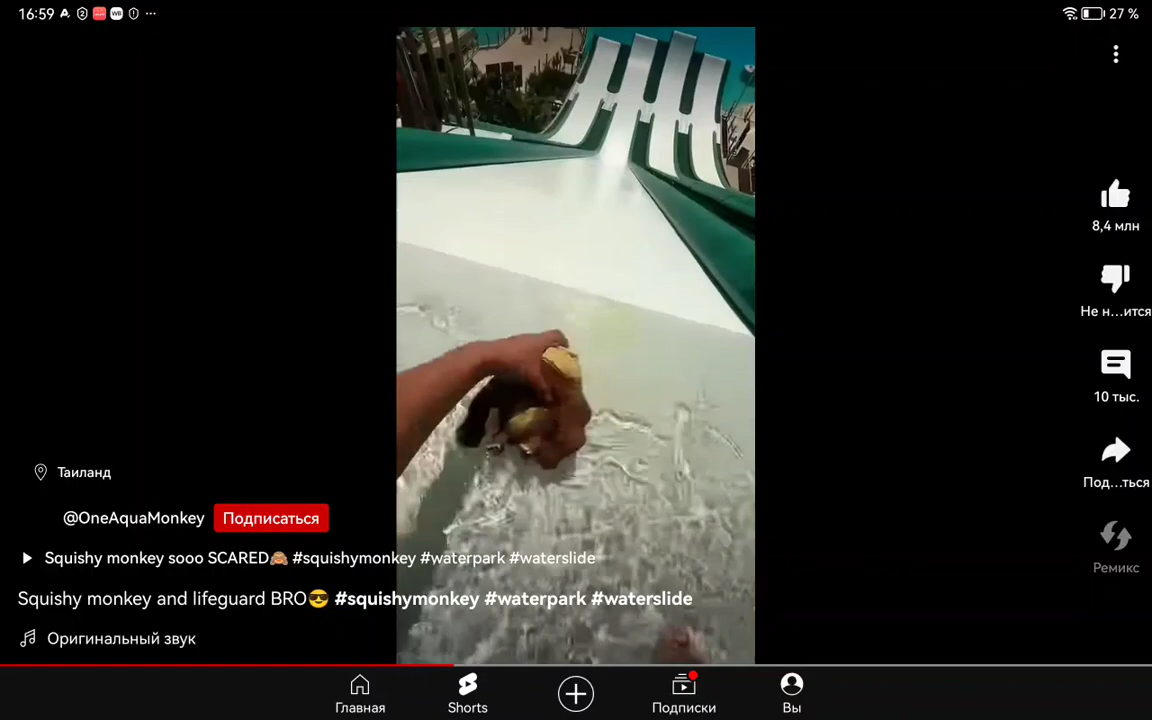 16:59
27 %
8,4 млн
Не н...ится
10 тыс.
Под...ться
Ремикс
Таиланд
@OneAquaMonkey Подписаться
Squishy monkey sooo SCARED🙈 #squishymonkey #waterpark #waterslide
Squishy monkey and lifeguard BRO😎 #squishymonkey #waterpark #waterslide
Оригинальный звук
Главная Shorts Подписки Вы